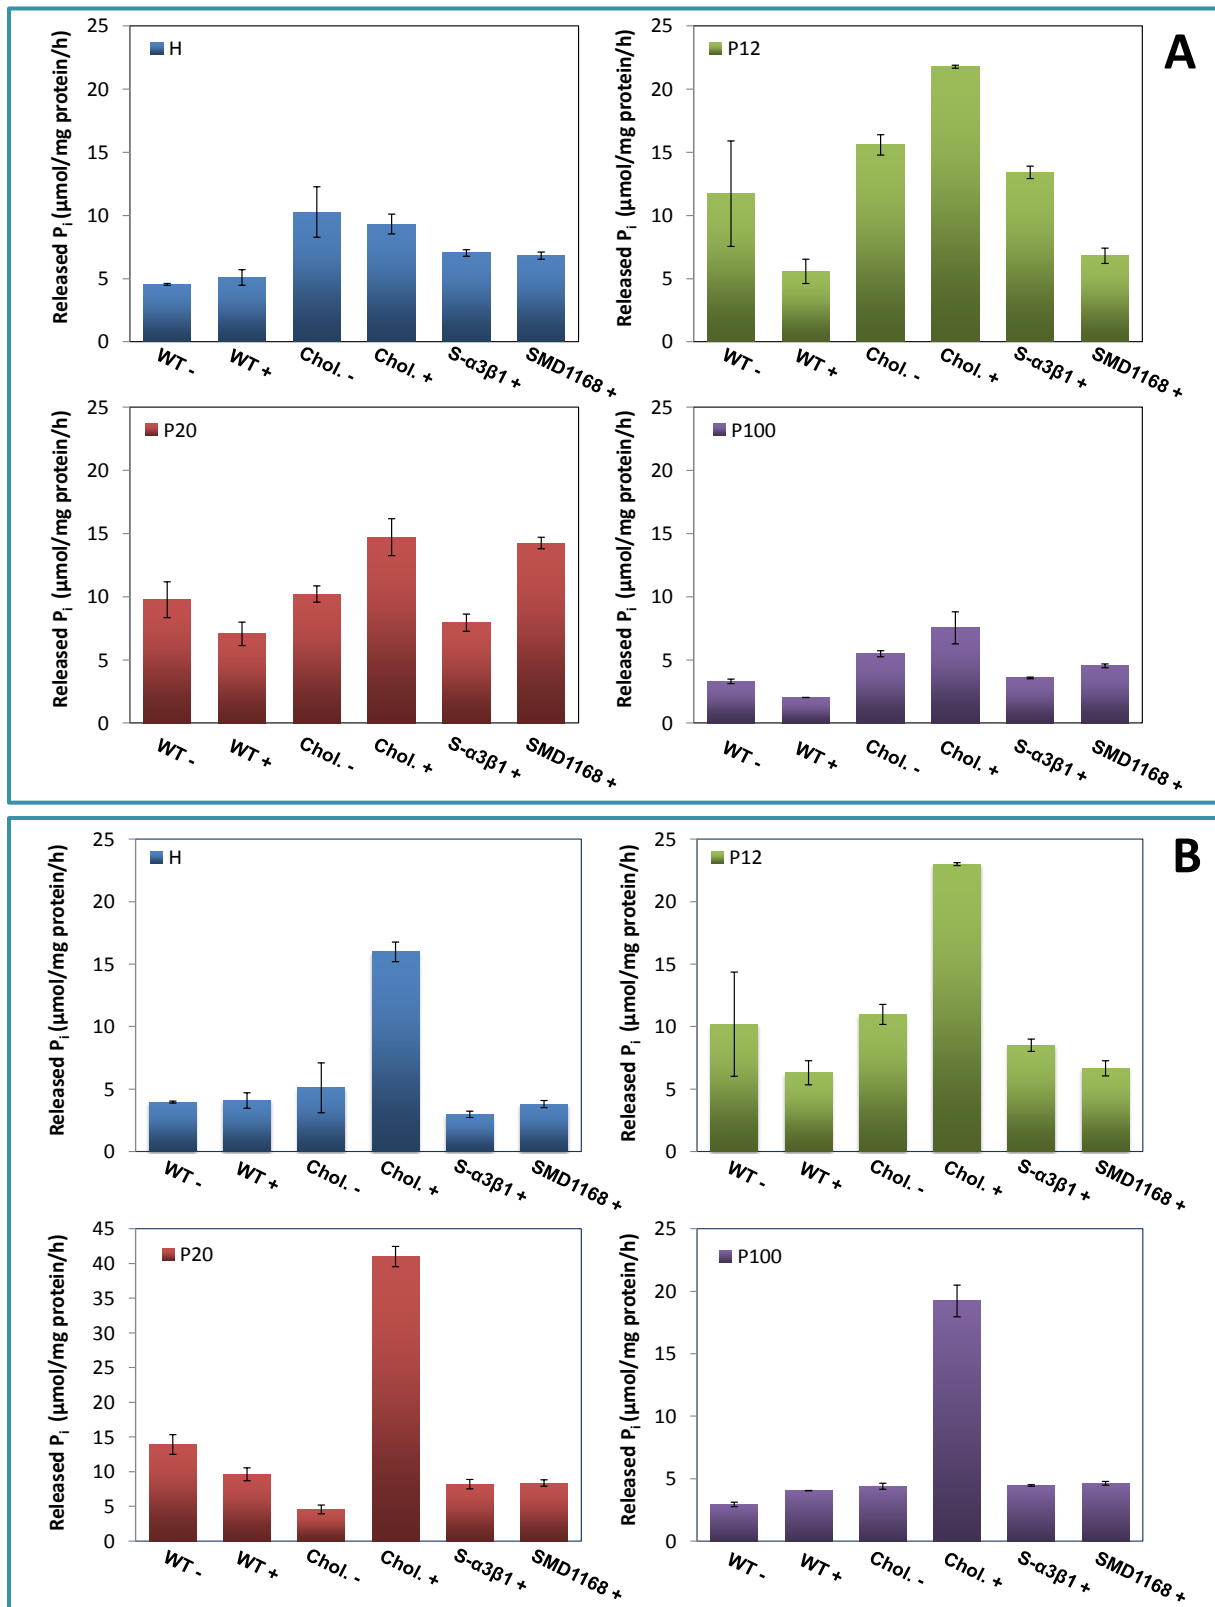 A
H
Released Pi (µmol/mg protein/h)
25
20
15
10
5
0
WT - WT + Chol. - Chol. + S-α3β1 + SMD1168 +
P12
Released Pi (µmol/mg protein/h)
25
20
15
10
5
0
WT - WT + Chol. - Chol. + S-α3β1 + SMD1168 +
P20
Released Pi (µmol/mg protein/h)
25
20
15
10
5
0
WT - WT + Chol. - Chol. + S-α3β1 + SMD1168 +
P100
Released Pi (µmol/mg protein/h)
25
20
15
10
5
0
WT - WT + Chol. - Chol. + S-α3β1 + SMD1168 +
B
H
Released Pi (µmol/mg protein/h)
25
20
15
10
5
0
WT - WT + Chol. - Chol. + S-α3β1 + SMD1168 +
P12
Released Pi (µmol/mg protein/h)
25
20
15
10
5
0
WT - WT + Chol. - Chol. + S-α3β1 + SMD1168 +
P20
Released Pi (µmol/mg protein/h)
45
40
35
30
25
20
15
10
5
0
WT - WT + Chol. - Chol. + S-α3β1 + SMD1168 +
P100
Released Pi (µmol/mg protein/h)
25
20
15
10
5
0
WT - WT + Chol. - Chol. + S-α3β1 + SMD1168 +